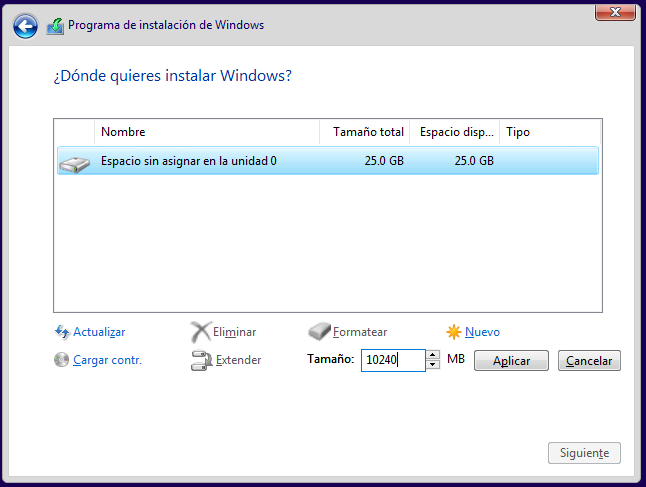 Programa de instalación de Windows
¿Dónde quieres instalar Windows?
Nombre Tamaño total Espacio disp... Tipo
Espacio sin asignar en la unidad 0 25.0 GB 25.0 GB
Actualizar Eliminar Formatear Nuevo
Cargar contr. Extender Tamaño: 10240 MB Aplicar Cancelar
Siguiente